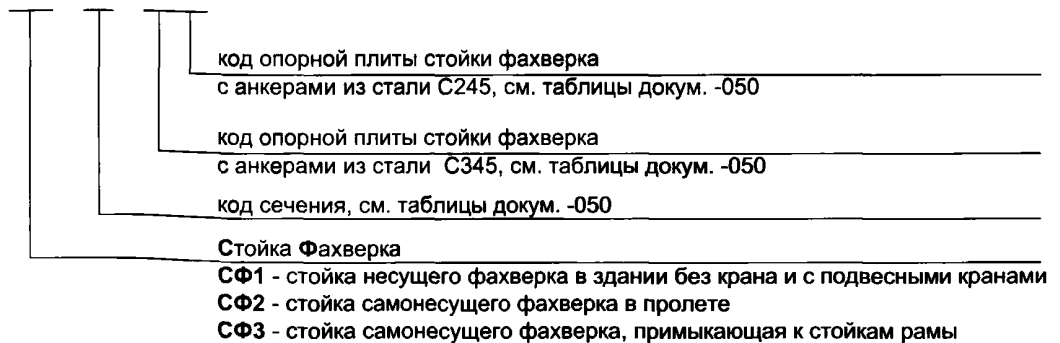 код опорной плиты стойки фахверка
с анкерами из стали С245, см. таблицы докум. -050
код опорной плиты стойки фахверка
с анкерами из стали С345, см. таблицы докум. -050
код сечения, см. таблицы докум. -050
Стойка Фахверка
СФ1 - стойка несущего фахверка в здании без крана и с подвесными кранами
СФ2 - стойка самонесущего фахверка в пролете
СФ3 - стойка самонесущего фахверка, примыкающая к стойкам рамы